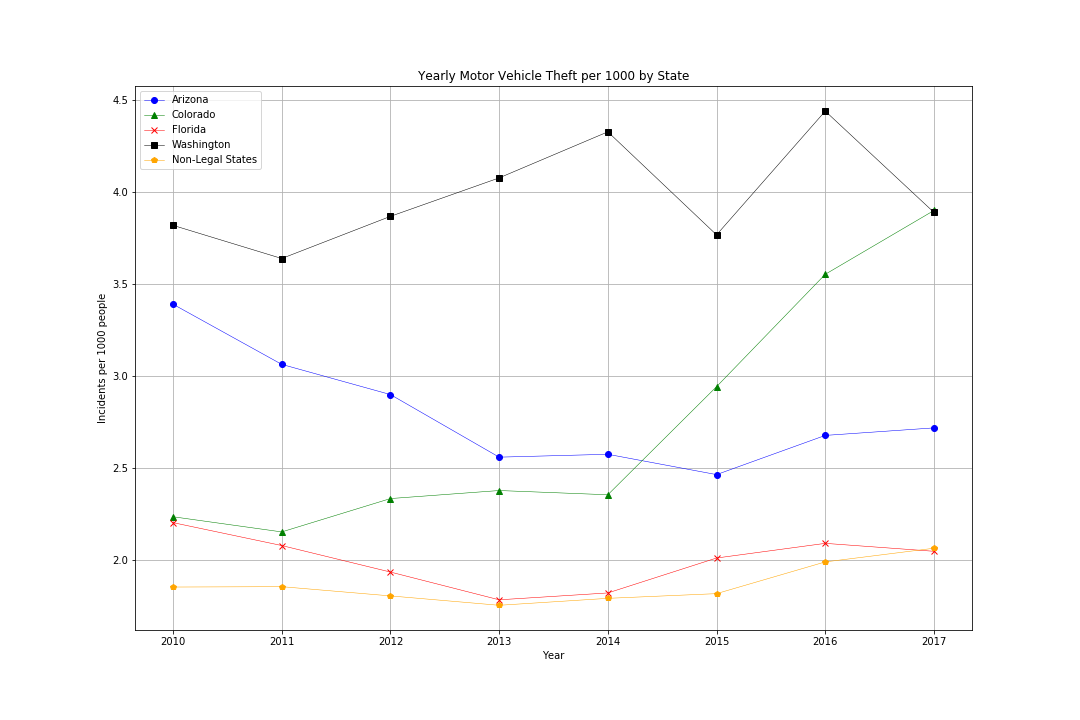 Yearly Motor Vehicle Theft per 1000 by State
Arizona
Colorado
Florida
Washington
Non-Legal States
4.5
4.0
3.5
3.0
2.5
2.0
Incidents per 1000 people
2010 2011 2012 2013 2014 2015 2016 2017
Year